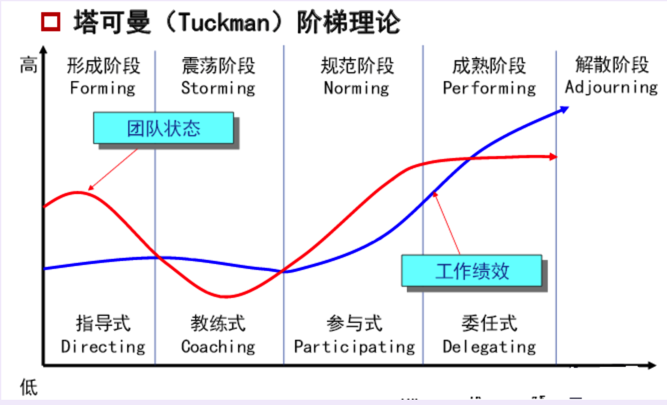 塔可曼（Tuckman）阶梯理论
高
形成阶段
Forming
震荡阶段
Storming
规范阶段
Norming
成熟阶段
Performing
解散阶段
Adjourning
团队状态
工作绩效
指导式
Directing
教练式
Coaching
参与式
Participating
委任式
Delegating
低